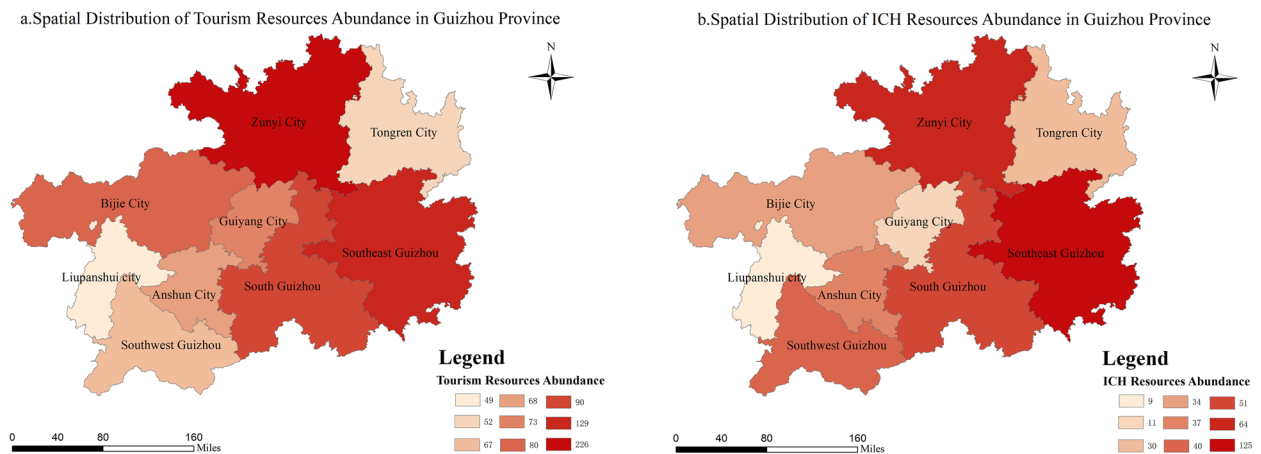 a.Spatial Distribution of Tourism Resources Abundance in Guizhou Province
N
Zunyi City
Tongren City
Bijie City
Guiyang City
Southeast Guizhou
Liupanshui city
Anshun City
South Guizhou
Southwest Guizhou
Legend
Tourism Resources Abundance
49 68 90
52 73 129
67 80 226
0 40 80 160
Miles
b.Spatial Distribution of ICH Resources Abundance in Guizhou Province
N
Zunyi City
Tongren City
Bijie City
Guiyang City
Southeast Guizhou
Liupanshui city
Anshun City
South Guizhou
Southwest Guizhou
Legend
ICH Resources Abundance
9 34 51
11 37 64
30 40 125
0 40 80 160
Miles